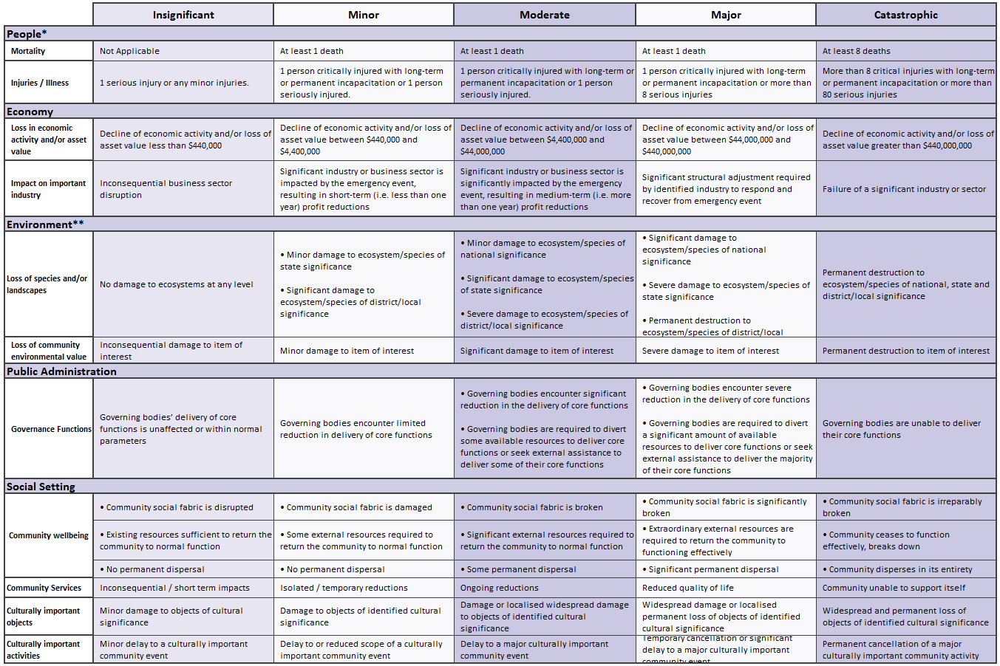 Insignificant Minor Moderate Major Catastrophic
People*
Mortality
Not Applicable
At least 1 death
At least 1 death
At least 1 death
At least 8 deaths
Injuries / Illness
1 serious injury or any minor injuries.
1 person critically injured with long-term
or permanent incapacitation or 1 person
seriously injured.
1 person critically injured with long-term or
permanent incapacitation or 1 person
seriously injured.
1 person critically injured with long-term
or permanent incapacitation or more than
8 serious injuries
More than 8 critical injuries with long-term
or permanent incapacitation or more than
80 serious injuries
Economy
Loss in economic
activity and/or asset
value
Decline of economic activity and/or loss of
asset value less than $440,000
Decline of economic activity and/or loss of
asset value between $440,000 and
$4,400,000
Decline of economic activity and/or loss of
asset value between $4,400,000 and
$44,000,000
Decline of economic activity and/or loss of
asset value between $44,000,000 and
$440,000,000
Decline of economic activity and/or loss of
asset value greater than $440,000,000
Impact on important
industry
Inconsequential business sector
disruption
Significant industry or business sector is
impacted by the emergency event,
resulting in short-term (i.e. less than one
year) profit reductions
Significant industry or business sector is
significantly impacted by the emergency
event, resulting in medium-term (i.e. more
than one year) profit reductions
Significant structural adjustment required
by identified industry to respond and
recover from emergency event
Failure of a significant industry or sector
Environment**
Loss of species and/or
landscapes
No damage to ecosystems at any level
• Minor damage to ecosystem/species of
state significance
• Significant damage to
ecosystem/species of district/local
significance
• Minor damage to ecosystem/species of
national significance
• Significant damage to ecosystem/species
of state significance
• Severe damage to ecosystem/species of
district/local significance
• Significant damage to
ecosystem/species of national
significance
• Severe damage to ecosystem/species of
state significance
• Permanent destruction to
ecosystem/species of district/local
Permanent destruction to
ecosystem/species of national, state and
district/local significance
Loss of community
environmental value
Inconsequential damage to item of
interest
Minor damage to item of interest
Significant damage to item of interest
Severe damage to item of interest
Permanent destruction to item of interest
Public Administration
Governance Functions
Governing bodies' delivery of core
functions is unaffected or within normal
parameters
Governing bodies encounter limited
reduction in delivery of core functions
• Governing bodies encounter significant
reduction in the delivery of core functions
• Governing bodies are required to divert
some available resources to deliver core
functions or seek external assistance to
deliver some of their core functions
• Governing bodies encounter severe
reduction in the delivery of core functions
• Governing bodies are required to divert
a significant amount of available
resources to deliver core functions or seek
external assistance to deliver the majority
of their core functions
Governing bodies are unable to deliver
their core functions
Social Setting
Community wellbeing
• Community social fabric is disrupted
• Community social fabric is damaged
• Community social fabric is broken
• Community social fabric is significantly
broken
• Community social fabric is irreparably
broken
• Existing resources sufficient to return the
community to normal function
• Some external resources required to
return the community to normal function
• Significant external resources required to
return the community to normal function
• Extraordinary external resources are
required to return the community to
functioning effectively
• Community ceases to function
effectively, breaks down
• No permanent dispersal
• No permanent dispersal
• Some permanent dispersal
• Significant permanent dispersal
• Community disperses in its entirety
Community Services
Inconsequential / short term impacts
Isolated / temporary reductions
Ongoing reductions
Reduced quality of life
Community unable to support itself
Culturally important
objects
Minor damage to objects of cultural
significance
Damage to objects of identified cultural
significance
Damage or localised widespread damage
to objects of identified cultural
significance
Widespread damage or localised
permanent loss of objects of identified
cultural significance
Widespread and permanent loss of
objects of identified cultural significance
Culturally important
activities
Minor delay to a culturally important
community event
Delay to or reduced scope of a culturally
important community event
Delay to a major culturally important
community event
Temporary cancellation or significant
delay to a major culturally important
community event
Permanent cancellation of a major
culturally important community activity